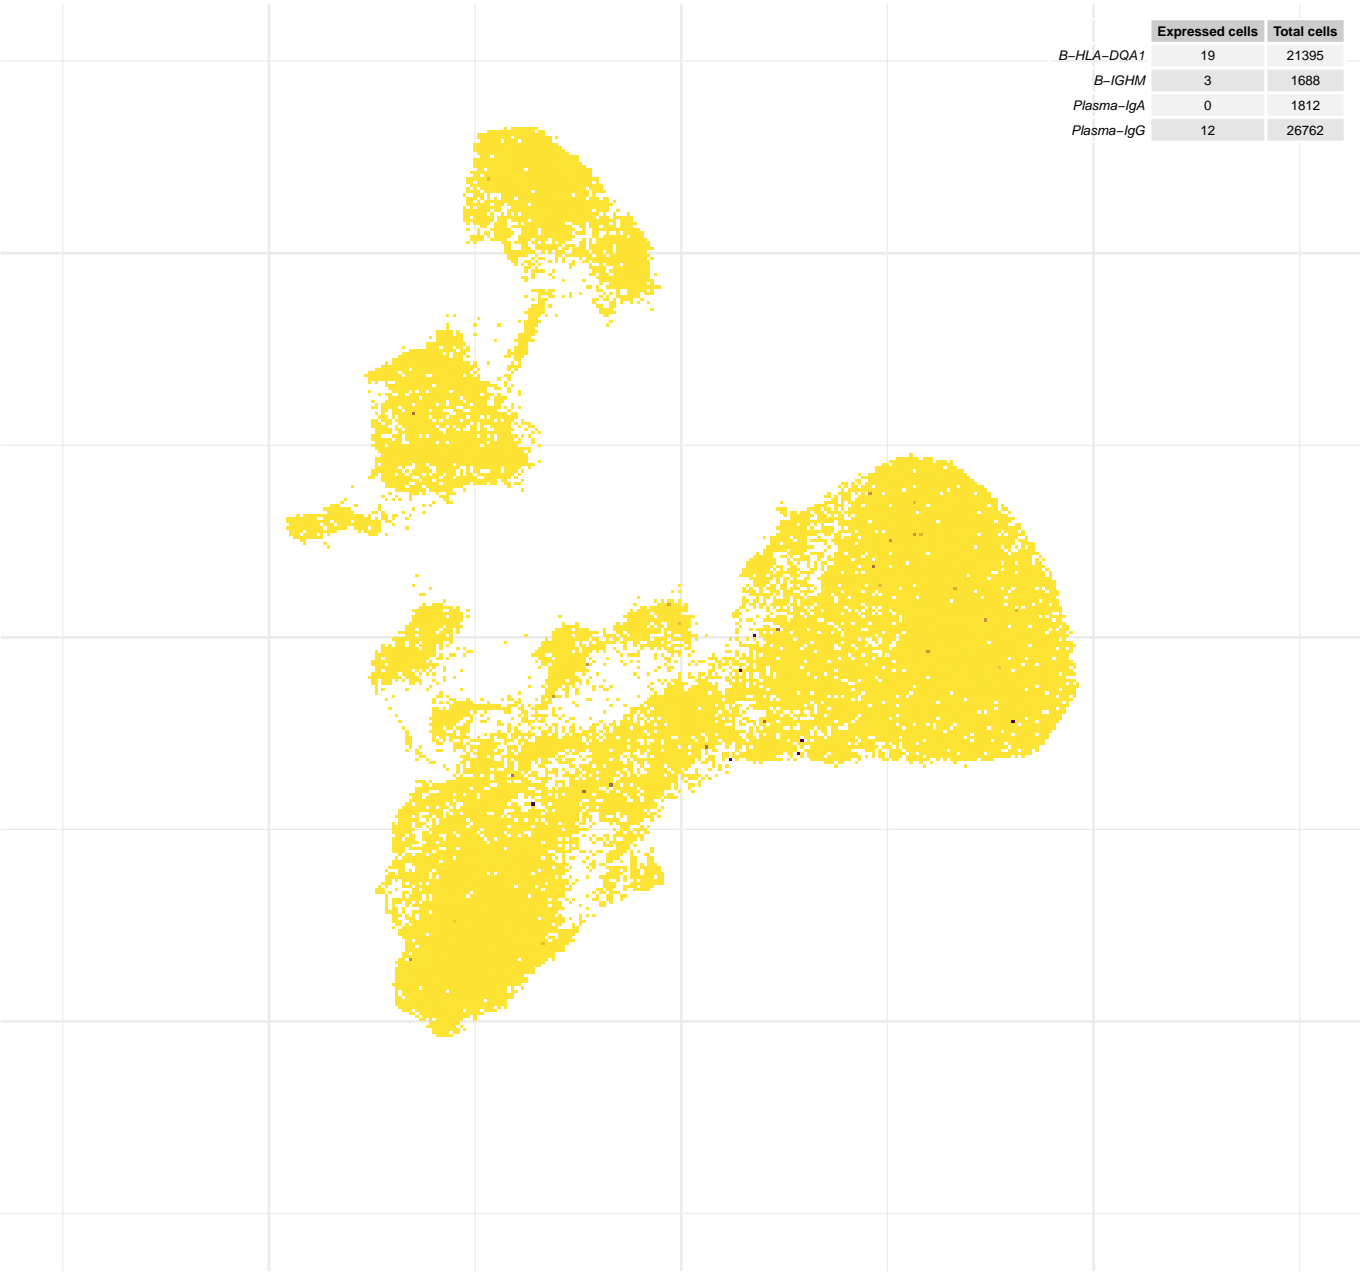 Expressed cells Total cells
B−HLA−DQA1 19 21395
B−IGHM 3 1688
Plasma−IgA 0 1812
Plasma−IgG 12 26762